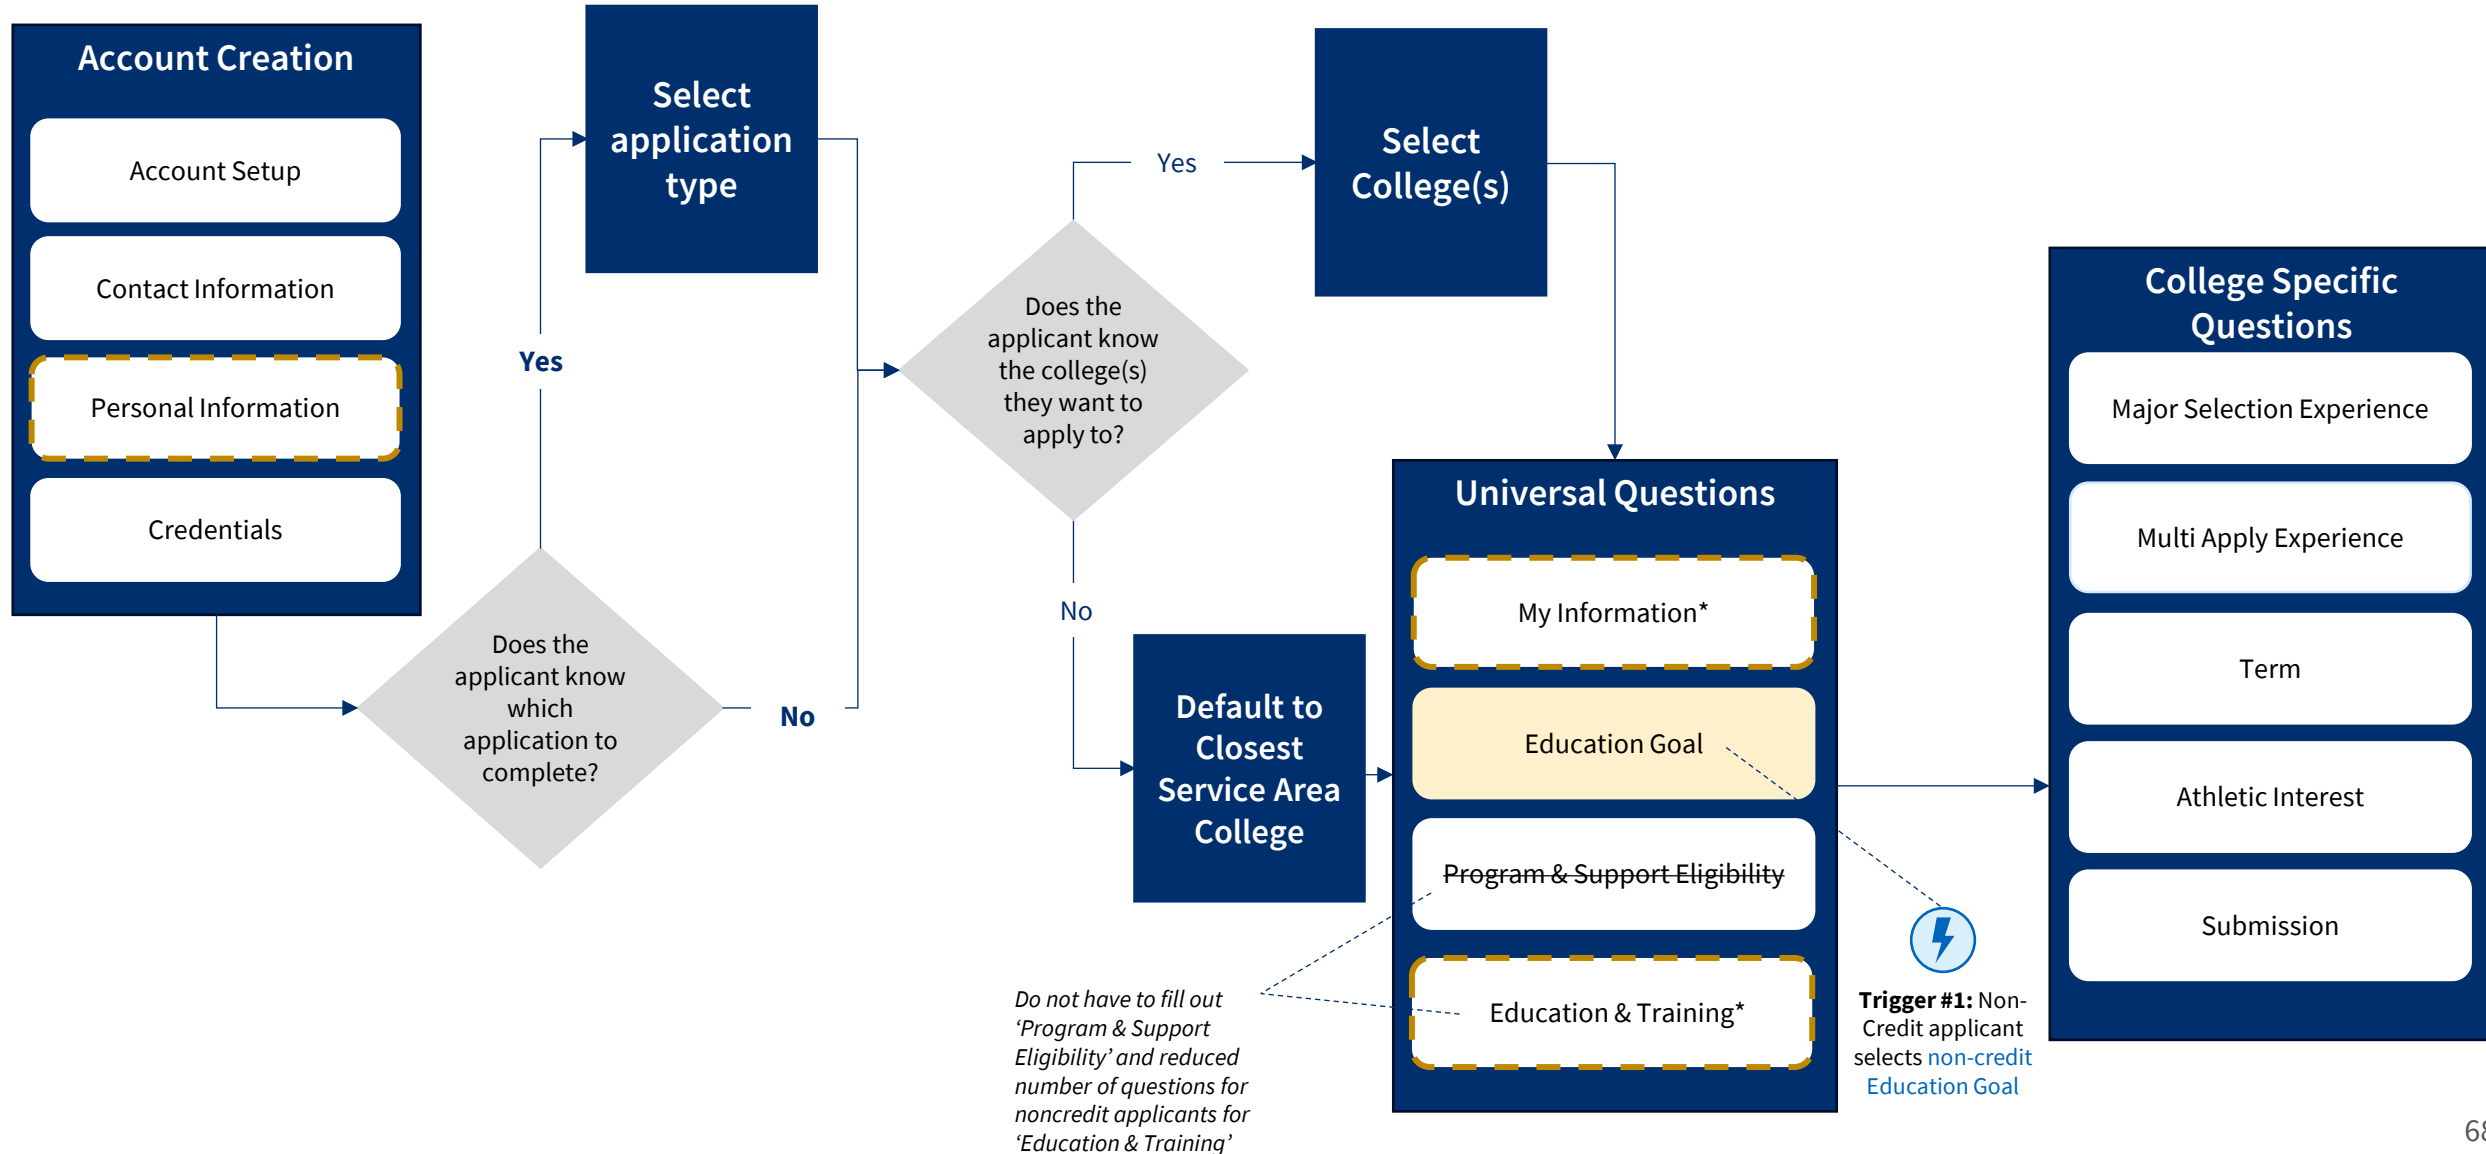 Account Creation
Account Setup
Contact Information
Personal Information
Credentials
Does the
applicant know
which
application to
complete?
Yes
No
Select
application
type
Does the
applicant know
the college(s)
they want to
apply to?
Yes
No
Select
College(s)
Default to
Closest
Service Area
College
Universal Questions
My Information*
Education Goal
Program & Support Eligibility
Education & Training*
Do not have to fill out
‘Program & Support
Eligibility’ and reduced
number of questions for
noncredit applicants for
‘Education & Training’
Trigger #1: Non-
Credit applicant
selects non-credit
Education Goal
College Specific
Questions
Major Selection Experience
Multi Apply Experience
Term
Athletic Interest
Submission
68